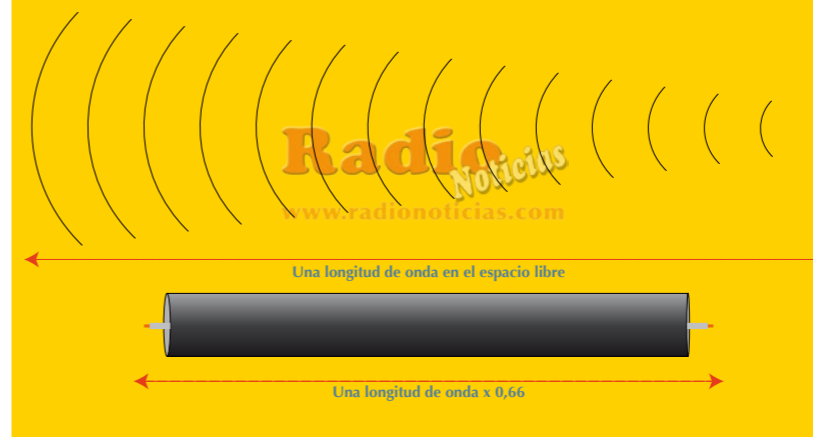 Radio
Noticias
www.radionoticias.com
Una longitud de onda en el espacio libre
Una longitud de onda x 0,66